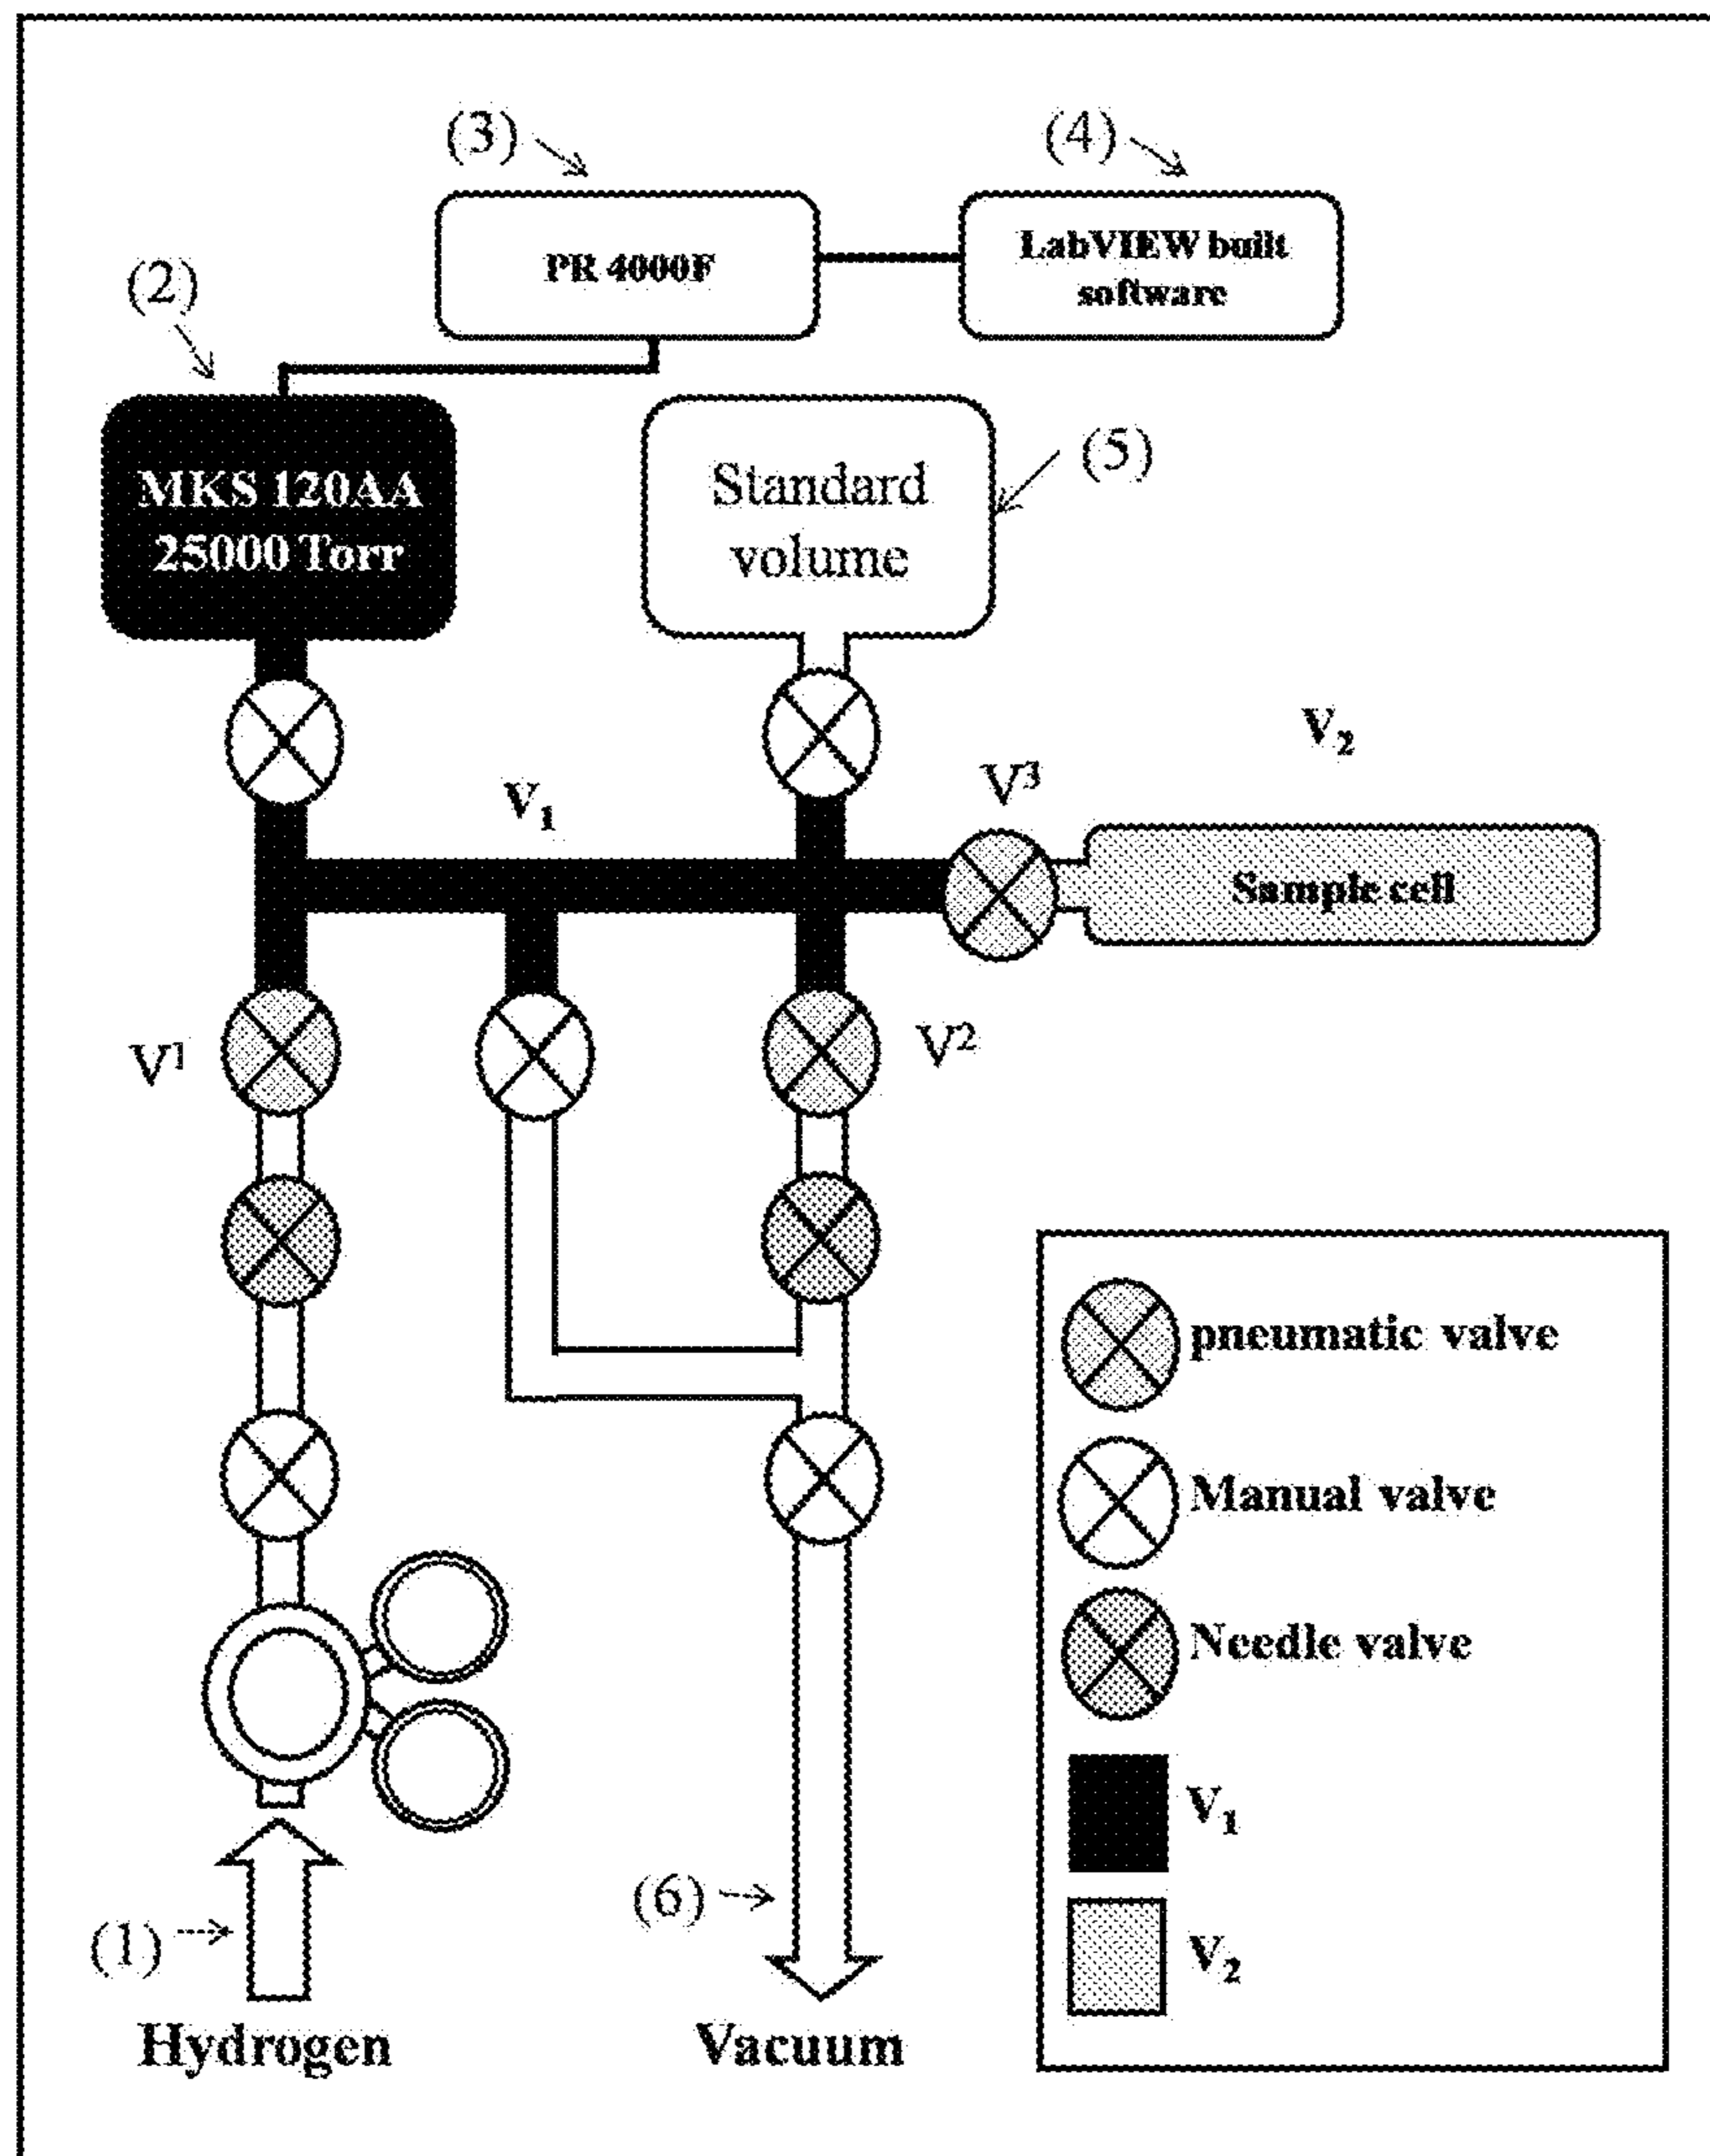 (3)
(4)
PR 4000F
LabVIEW built
software
(2)
MKS 120AA
25000 Torr
Standard
volume
(5)
V₂
V₁
V³
Sample cell
V¹
V²
pneumatic valve
Manual valve
Needle valve
V₁
V₂
(1)
(6)
Hydrogen
Vacuum